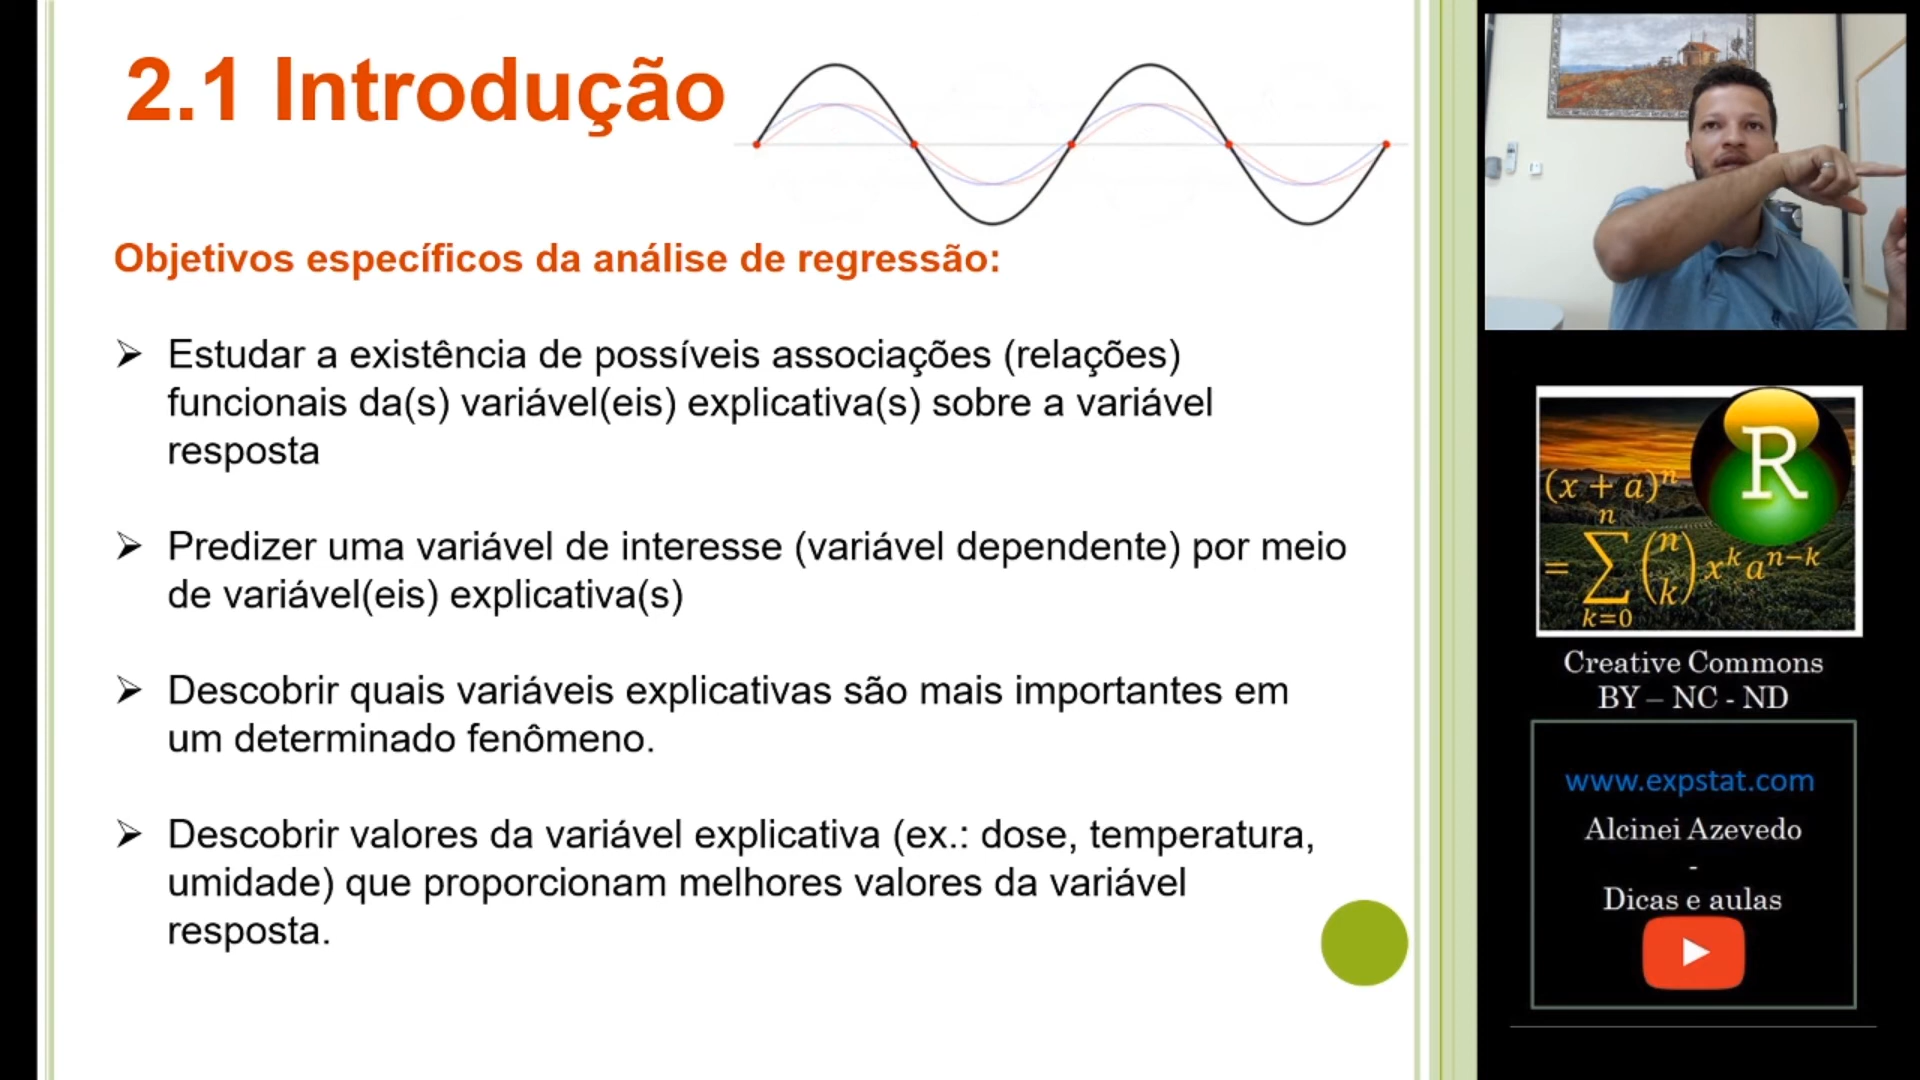 2.1 Introdução
Objetivos específicos da análise de regressão:
➢ Estudar a existência de possíveis associações (relações)
funcionais da(s) variável(eis) explicativa(s) sobre a variável
resposta
➢ Predizer uma variável de interesse (variável dependente) por meio
de variável(eis) explicativa(s)
➢ Descobrir quais variáveis explicativas são mais importantes em
um determinado fenômeno.
➢ Descobrir valores da variável explicativa (ex.: dose, temperatura,
umidade) que proporcionam melhores valores da variável
resposta.
R
(x + a)^n
= ∑_{k=0}^{n} (n k) x^k a^{n−k}
Creative Commons
BY – NC - ND
www.expstat.com
Alcinei Azevedo
-
Dicas e aulas